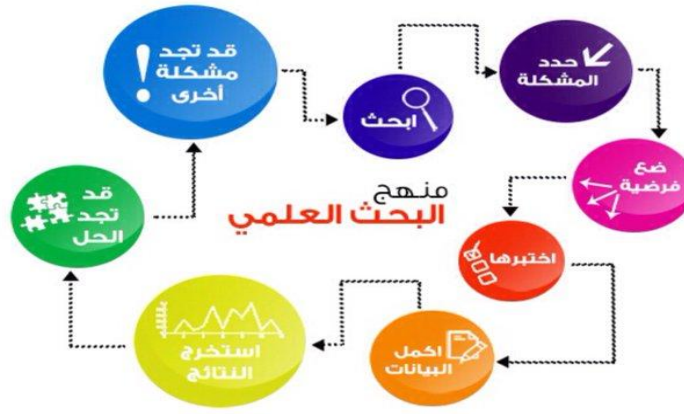 منهج
البحث العلمي
قد تجد
مشكلة
أخرى
ابحث
حدد
المشكلة
ضع
فرضية
اختبرها
اكمل
البيانات
استخرج
النتائج
قد
تجد
الحل